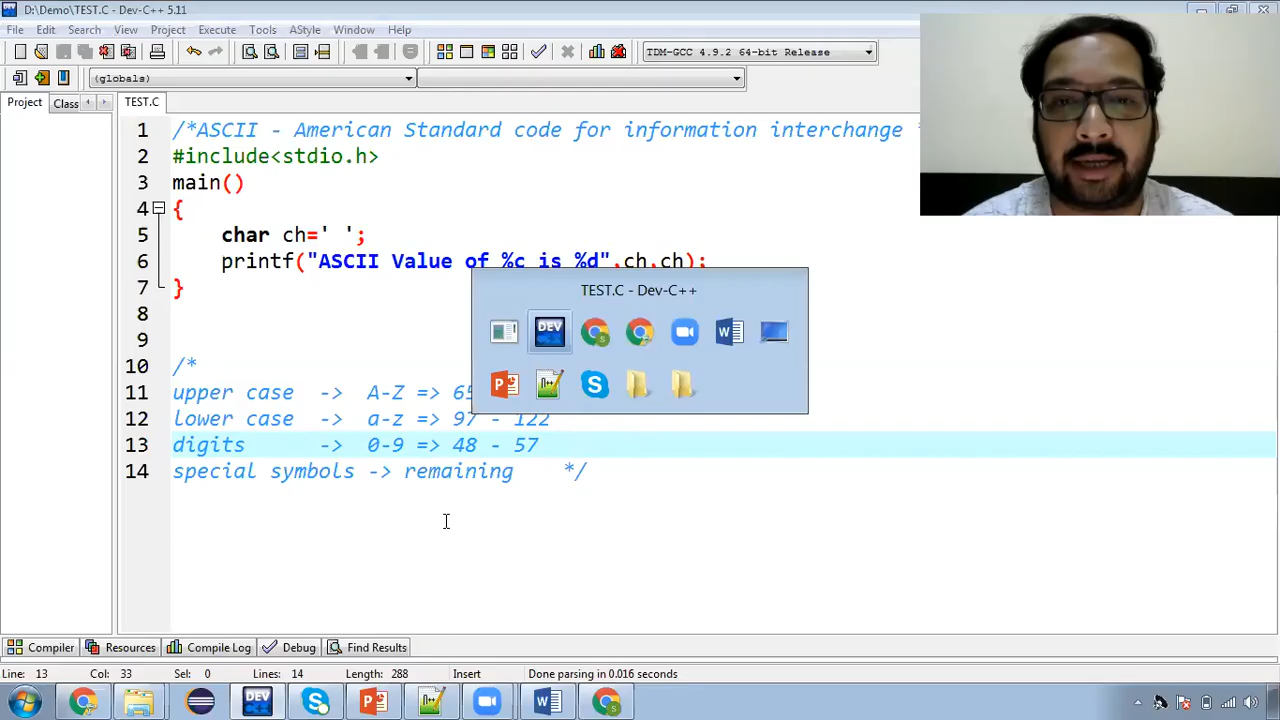 D:\Demo\TEST.C - Dev-C++ 5.11
File Edit Search View Project Execute Tools AStyle Window Help
TDM-GCC 4.9.2 64-bit Release
(globals)
Project Class TEST.C
1 /*ASCII - American Standard code for information interchange
2 #include<stdio.h>
3 main()
4 {
5 char ch=' ';
6 printf("ASCII Value of %c is %d",ch,ch);
7 }
8
9
10 /*
11 upper case -> A-Z => 65
12 lower case -> a-z => 97 - 122
13 digits -> 0-9 => 48 - 57
14 special symbols -> remaining */
TEST.C - Dev-C++
DEV
Compiler Resources Compile Log Debug Find Results
Line: 13 Col: 33 Sel: 0 Lines: 14 Length: 288 Insert Done parsing in 0.016 seconds